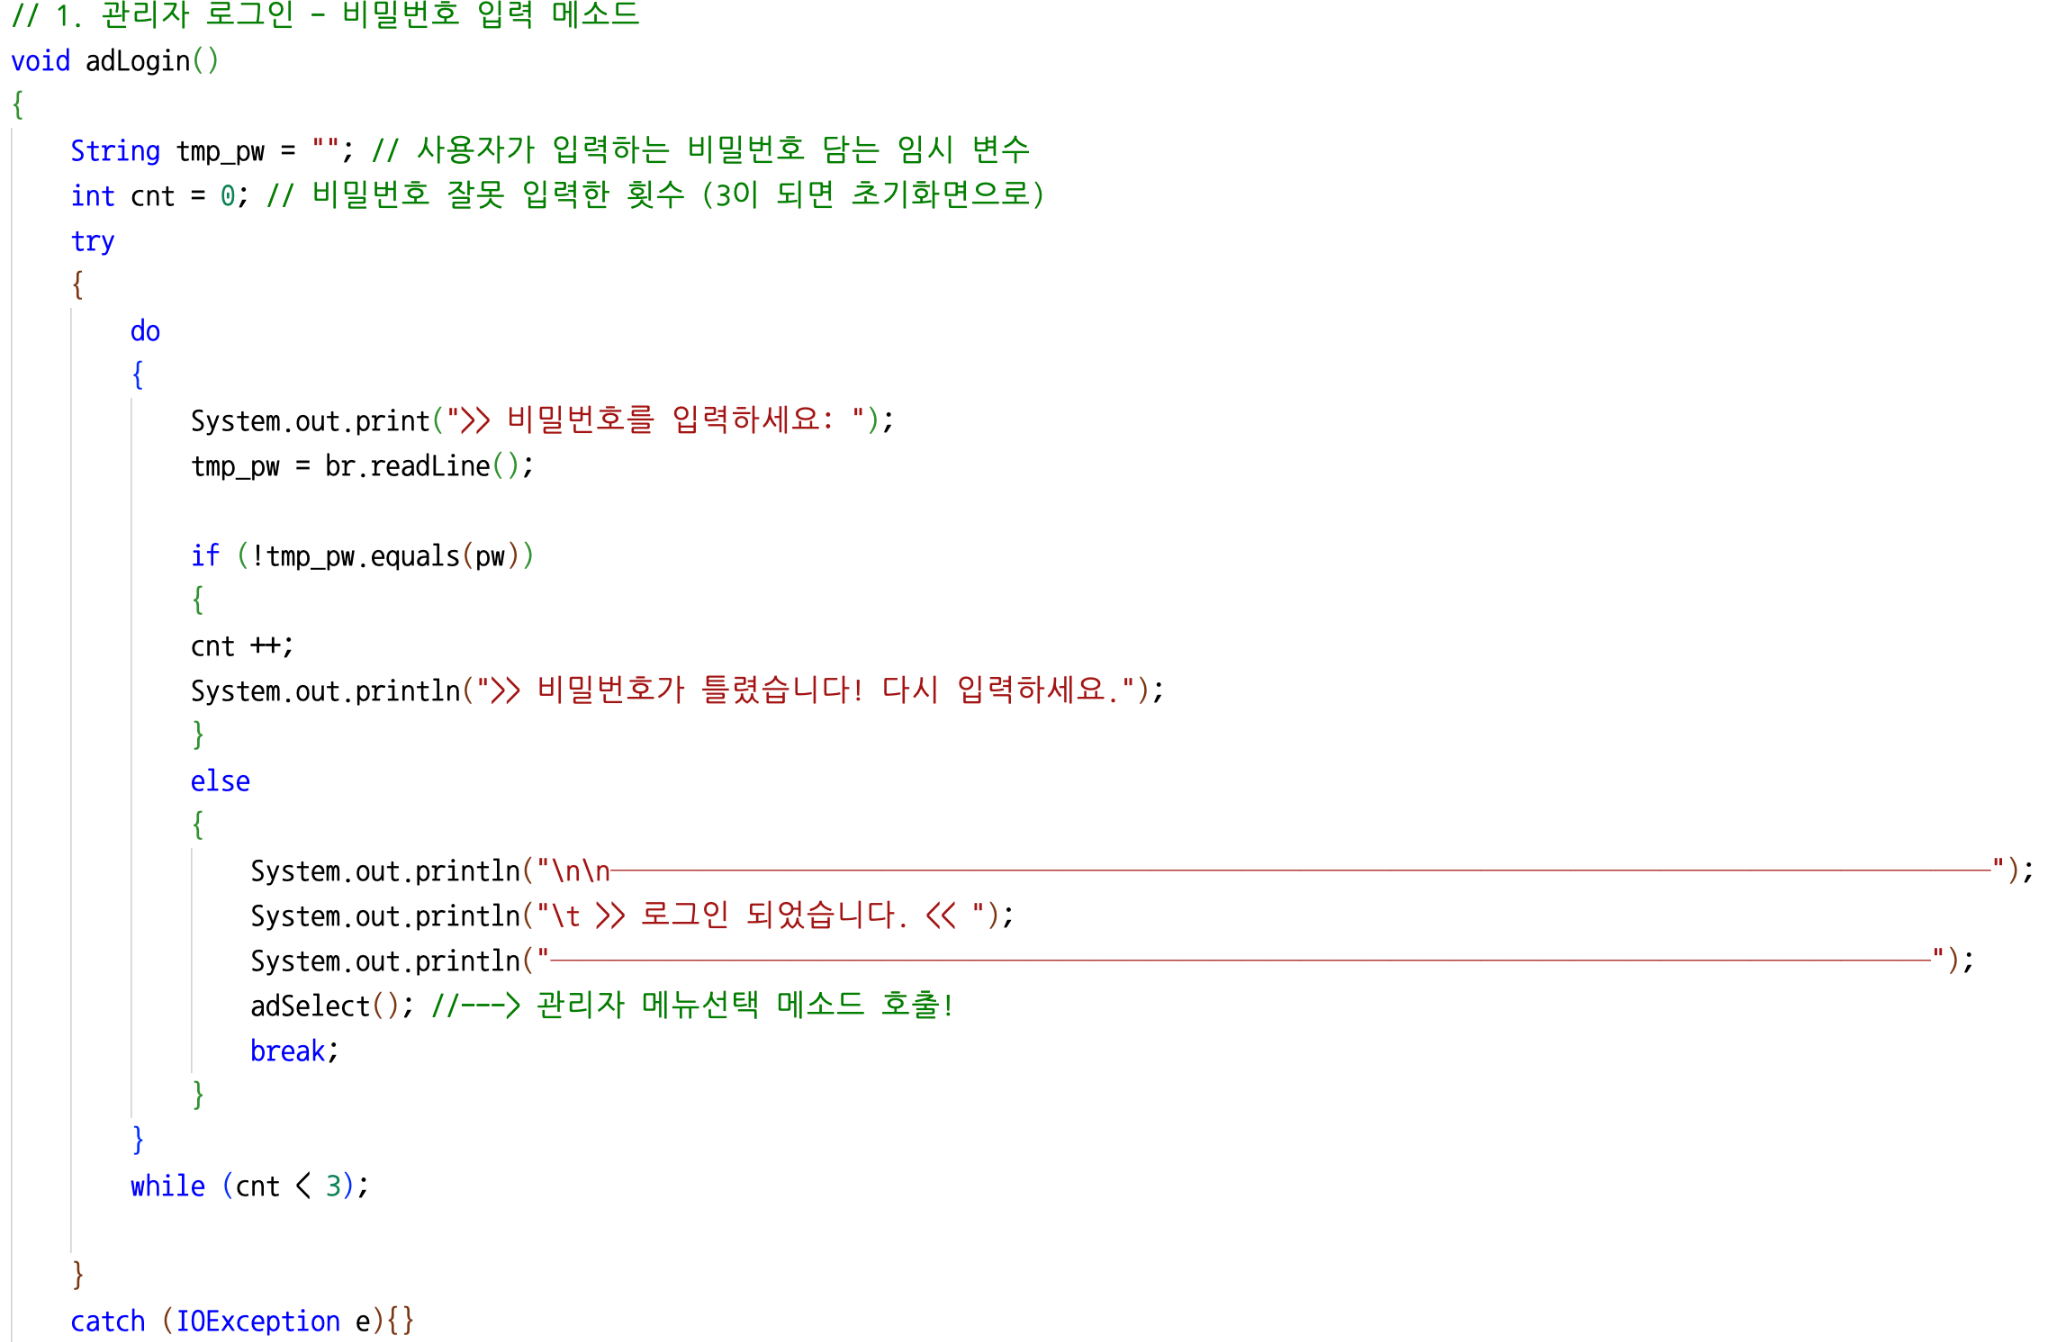 // 1. 관리자 로그인 - 비밀번호 입력 메소드
void adLogin()
{
String tmp_pw = ""; // 사용자가 입력하는 비밀번호 담는 임시 변수
int cnt = 0; // 비밀번호 잘못 입력한 횟수 (3이 되면 초기화면으로)
try
{
do
{
System.out.print(">> 비밀번호를 입력하세요: ");
tmp_pw = br.readLine();
if (!tmp_pw.equals(pw))
{
cnt ++;
System.out.println(">> 비밀번호가 틀렸습니다! 다시 입력하세요.");
}
else
{
System.out.println("\n\n──────────────────────────────────────────────");
System.out.println("\t >> 로그인 되었습니다. << ");
System.out.println("──────────────────────────────────────────────");
adSelect(); //---> 관리자 메뉴선택 메소드 호출!
break;
}
}
while (cnt < 3);
}
catch (IOException e){}